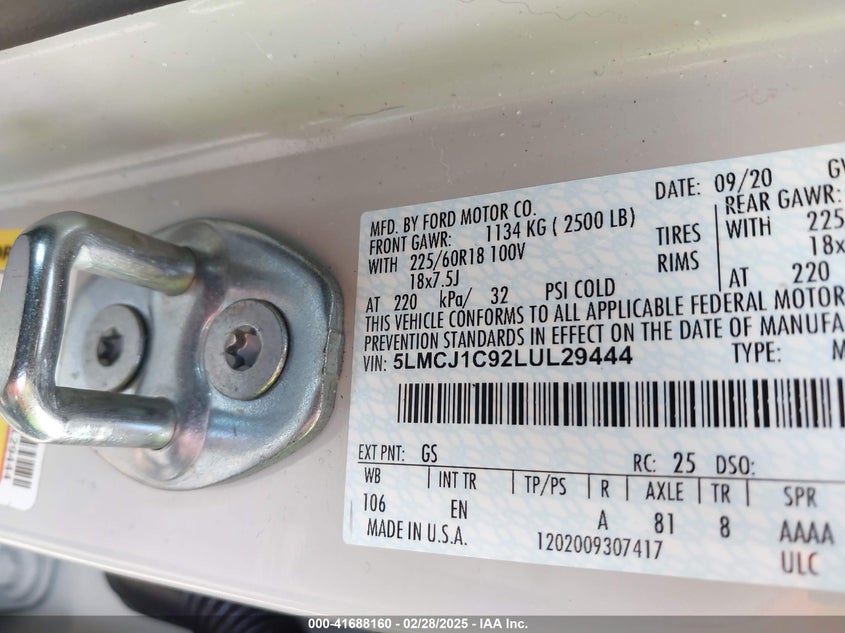 MFD. BY FORD MOTOR CO. DATE: 09/20 GV
FRONT GAWR: 1134 KG ( 2500 LB) REAR GAWR:
WITH 225/60R18 100V TIRES WITH 225
18x7.5J RIMS 18x
AT 220 kPa/ 32 PSI COLD AT 220
THIS VEHICLE CONFORMS TO ALL APPLICABLE FEDERAL MOTOR
PREVENTION STANDARDS IN EFFECT ON THE DATE OF MANUFA
VIN: 5LMCJ1C92LUL29444 TYPE: M
EXT PNT: GS RC: 25 DSO:
WB INT TR TP/PS R AXLE TR SPR
106 EN A 81 8 AAAA
MADE IN U.S.A. 1202009307417 ULC
29444
000-41688160 — 02/28/2025 — IAA Inc.